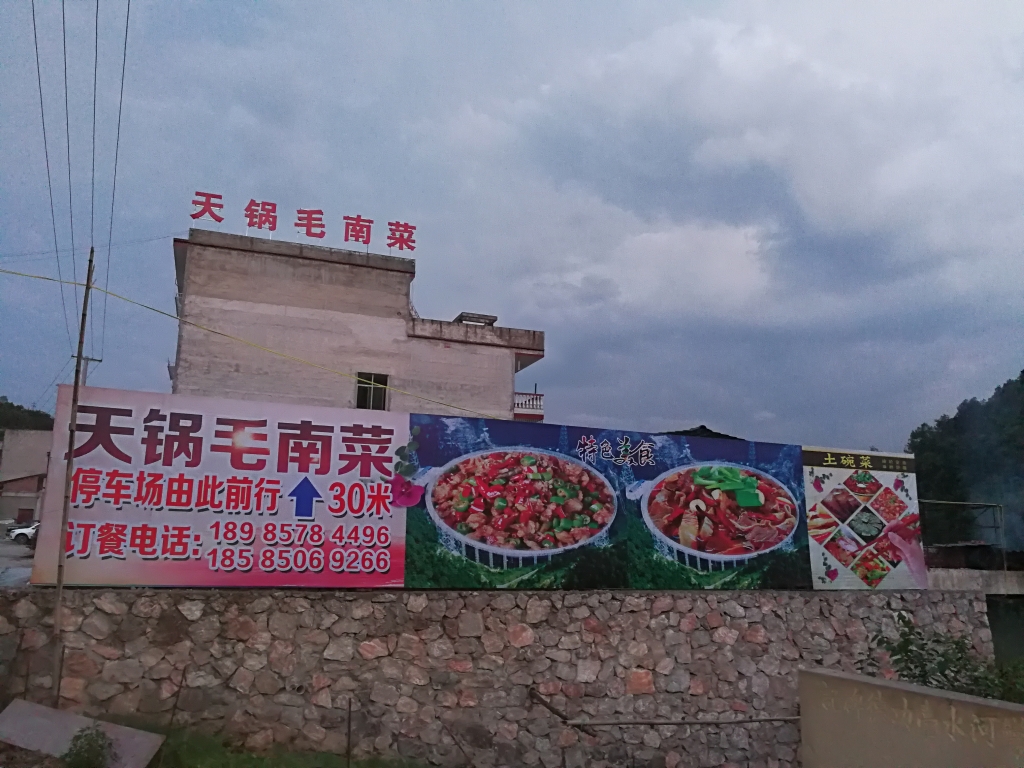 天锅毛南菜
天锅毛南菜
停车场由此前行 30米
订餐电话: 189 8578 4496
185 8506 9266
特色美食
土碗菜